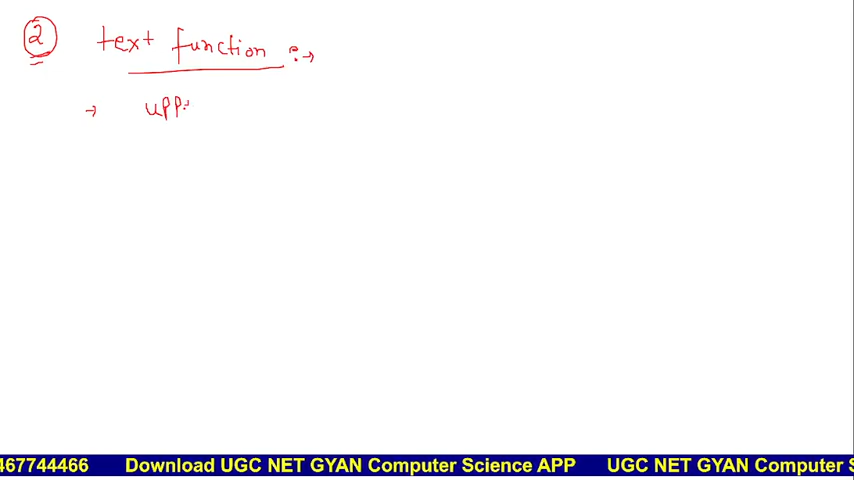 2 text function :→
→ upp
467744466 Download UGC NET GYAN Computer Science APP UGC NET GYAN Computer S